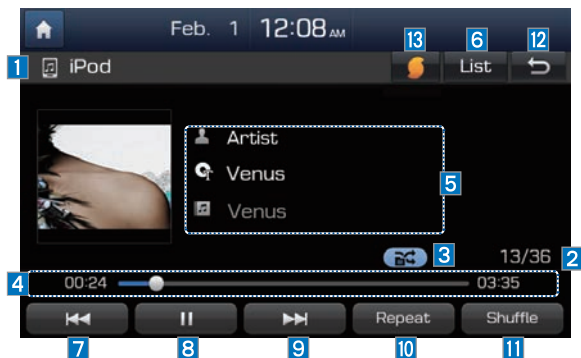 Feb. 1 12:08 AM
13 6 12
1 iPod List
Artist
Venus 5
Venus
3 13/36 2
4 00:24 03:35
Repeat Shuffle
7 8 9 10 11